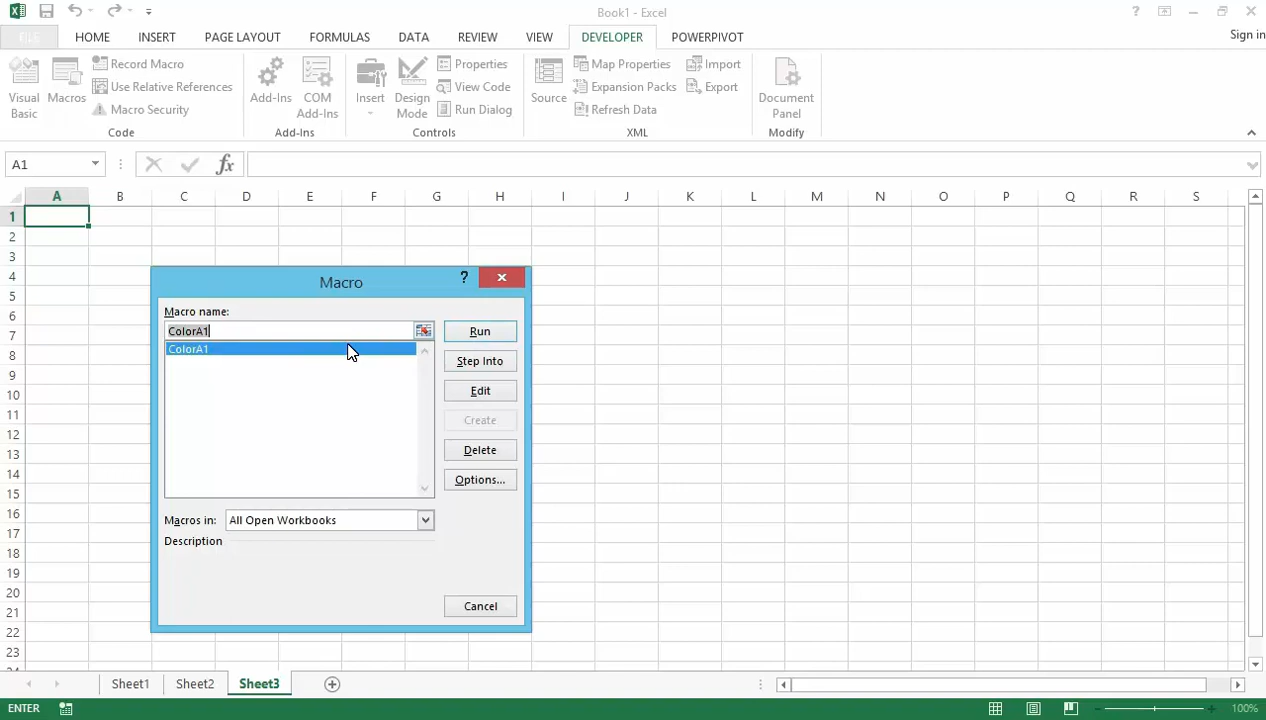 Book1 - Excel
Sign in
FILE HOME INSERT PAGE LAYOUT FORMULAS DATA REVIEW VIEW DEVELOPER POWERPIVOT
Visual Basic
Macros
Record Macro
Use Relative References
Macro Security
Code
Add-Ins
COM Add-Ins
Add-Ins
Insert
Design Mode
Properties
View Code
Run Dialog
Controls
Source
Map Properties
Expansion Packs
Refresh Data
Import
Export
XML
Document Panel
Modify
A1
fx
A B C D E F G H I J K L M N O P Q R S
1
2
3
4
5
6
7
8
9
10
11
12
13
14
15
16
17
18
19
20
21
22
23
24
Macro
?
Macro name:
ColorA1
ColorA1
Run
Step Into
Edit
Create
Delete
Options...
Macros in: All Open Workbooks
Description
Cancel
Sheet1 Sheet2 Sheet3
ENTER
100%